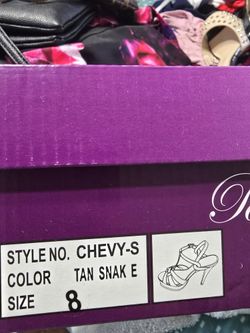 STYLE NO. CHEVY-S
COLOR TAN SNAK E
SIZE 8